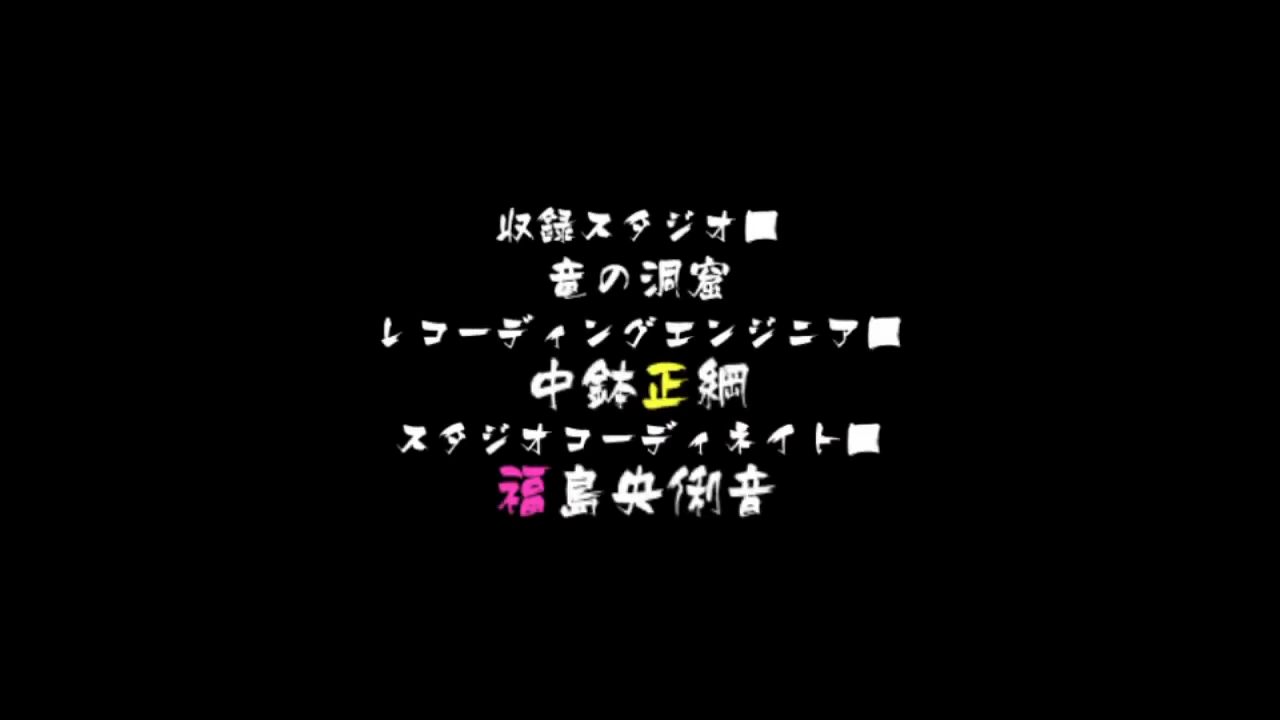 収録スタジオ■
竜の洞窟
レコーディングエンジニア■
中鉢正綱
スタジオコーディネイト■
福島央俐音